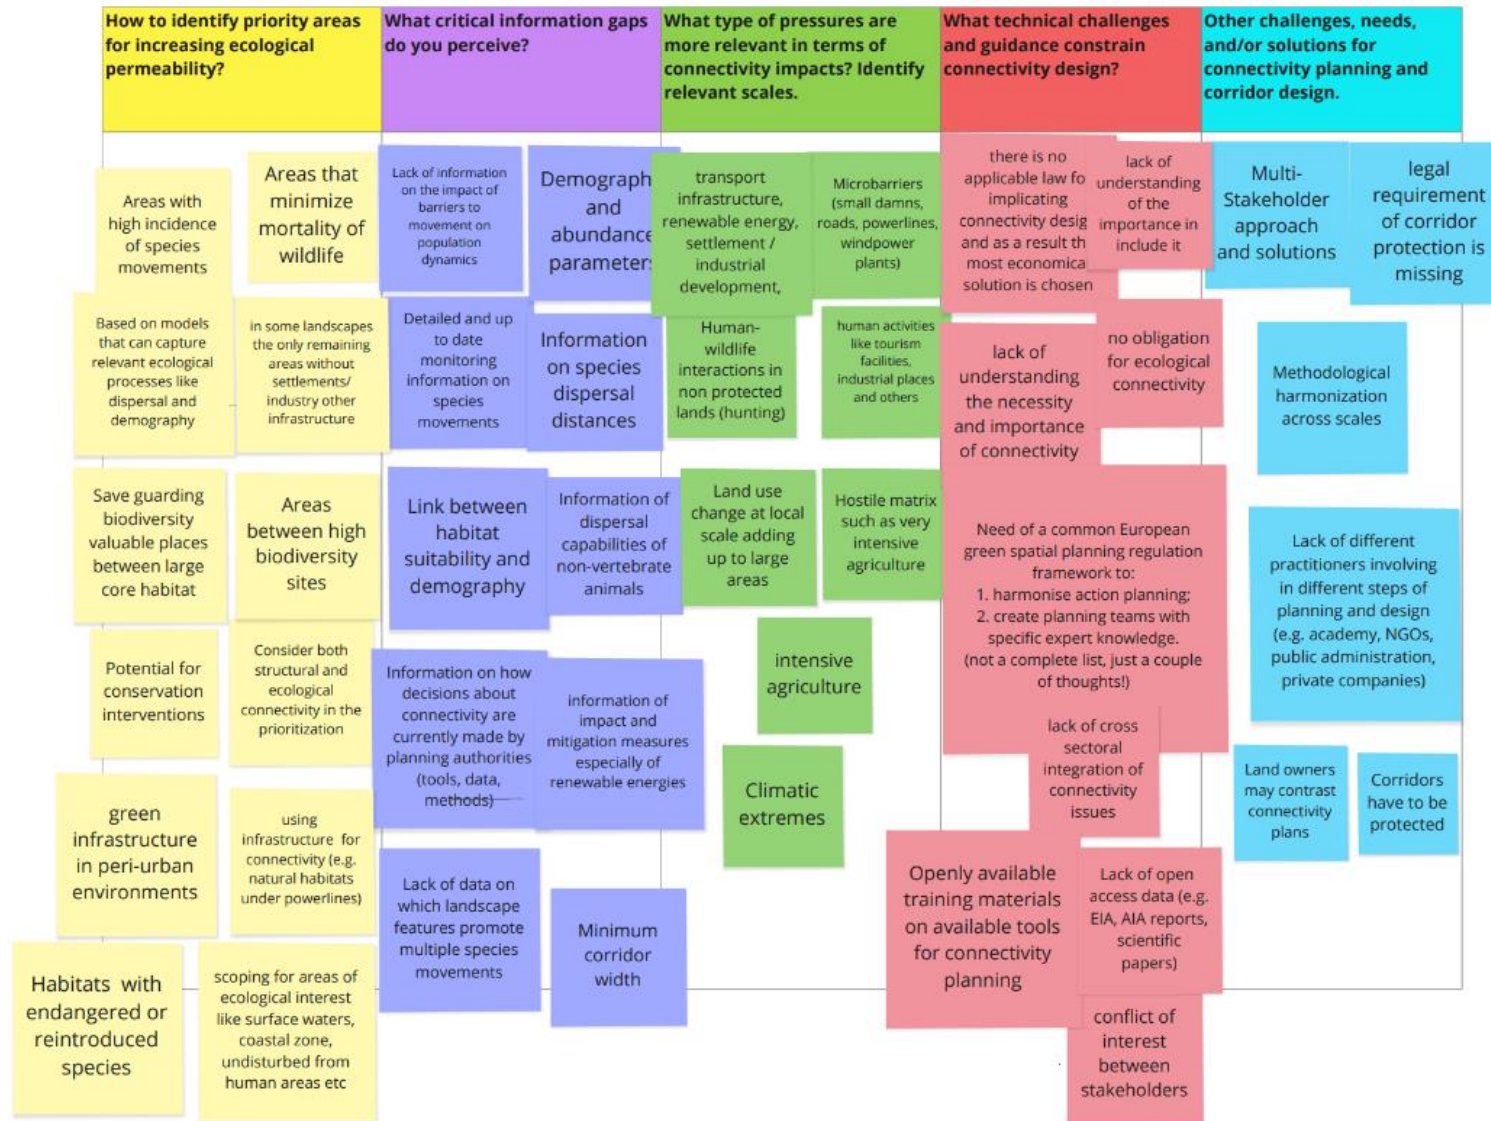 How to identify priority areas
for increasing ecological
permeability?
What critical information gaps
do you perceive?
What type of pressures are
more relevant in terms of
connectivity impacts? Identify
relevant scales.
What technical challenges
and guidance constrain
connectivity design?
Other challenges, needs,
and/or solutions for
connectivity planning and
corridor design.
Areas with
high incidence
of species
movements
Areas that
minimize
mortality of
wildlife
Based on models
that can capture
relevant ecological
processes like
dispersal and
demography
in some landscapes
the only remaining
areas without
settlements/
industry other
infrastructure
Save guarding
biodiversity
valuable places
between large
core habitat
Areas
between high
biodiversity
sites
Potential for
conservation
interventions
Consider both
structural and
ecological
connectivity in the
prioritization
green
infrastructure
in peri-urban
environments
using
infrastructure for
connectivity (e.g.
natural habitats
under powerlines)
Habitats with
endangered or
reintroduced
species
scoping for areas of
ecological interest
like surface waters,
coastal zone,
undisturbed from
human areas etc
Lack of information
on the impact of
barriers to
movement on
population
dynamics
Demograph
and
abundance
parameter
Detailed and up
to date
monitoring
information on
species
movements
Information
on species
dispersal
distances
Link between
habitat
suitability and
demography
Information of
dispersal
capabilities of
non-vertebrate
animals
Information on how
decisions about
connectivity are
currently made by
planning authorities
(tools, data,
methods)
information of
impact and
mitigation measures
especially of
renewable energies
Lack of data on
which landscape
features promote
multiple species
movements
Minimum
corridor
width
transport
infrastructure,
renewable energy,
settlement /
industrial
development,
Microbarriers
(small damns,
roads, powerlines,
windpower
plants)
Human-
wildlife
interactions in
non protected
lands (hunting)
human activities
like tourism
facilities,
industrial places
and others
Land use
change at local
scale adding
up to large
areas
Hostile matrix
such as very
intensive
agriculture
intensive
agriculture
Climatic
extremes
there is no
applicable law fo
implicating
connectivity desig
and as a result th
most economica
solution is chosen
lack of
understanding
of the
importance in
include it
lack of
understanding
the necessity
and importance
of connectivity
no obligation
for ecological
connectivity
Need of a common European
green spatial planning regulation
framework to:
1. harmonise action planning;
2. create planning teams with
specific expert knowledge.
(not a complete list, just a couple
of thoughts!)
lack of cross
sectoral
integration of
connectivity
issues
Openly available
training materials
on available tools
for connectivity
planning
Lack of open
access data (e.g.
EIA, AIA reports,
scientific
papers)
conflict of
interest
between
stakeholders
Multi-
Stakeholder
approach
and solutions
legal
requirement
of corridor
protection is
missing
Methodological
harmonization
across scales
Lack of different
practitioners involving
in different steps of
planning and design
(e.g. academy, NGOs,
public administration,
private companies)
Land owners
may contrast
connectivity
plans
Corridors
have to be
protected